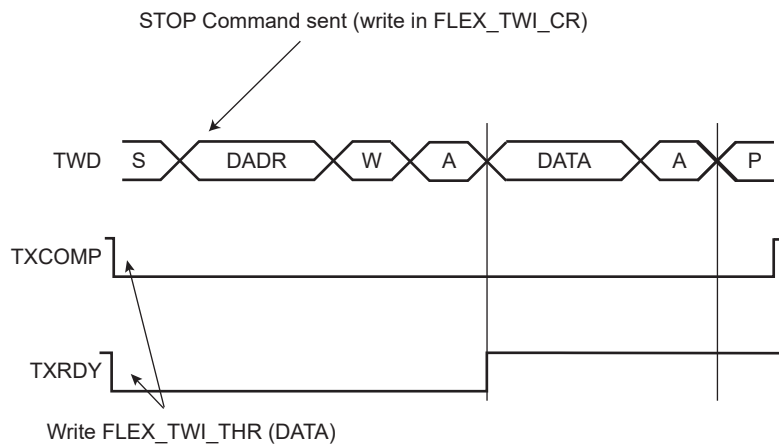 STOP Command sent (write in FLEX_TWI_CR)
TWD S DADR W A DATA A P
TXCOMP
TXRDY
Write FLEX_TWI_THR (DATA)